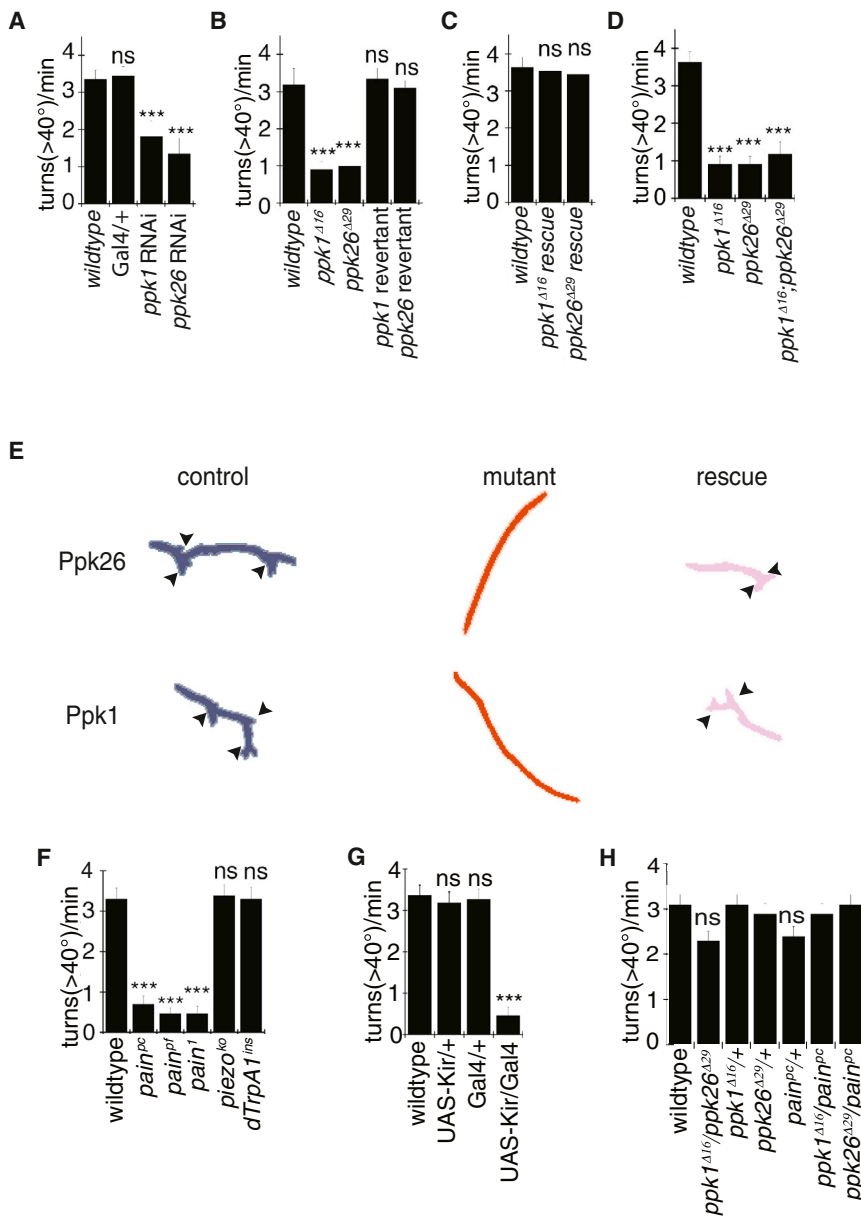 A
turns(>40°)/min
4
3
2
1
0
ns
***
***
wildtype
Gal4/+
ppk1 RNAi
ppk26 RNAi
B
turns(>40°)/min
4
3
2
1
0
***
***
ns
ns
wildtype
ppk1Δ16
ppk26Δ29
ppk1 revertant
ppk26 revertant
C
turns(>40°)/min
4
3
2
1
0
ns
ns
wildtype
ppk1Δ16 rescue
ppk26Δ29 rescue
D
turns(>40°)/min
4
3
2
1
0
***
***
***
wildtype
ppk1Δ16
ppk26Δ29
ppk1Δ16;ppk26Δ29
E
control
mutant
rescue
Ppk26
Ppk1
F
turns(>40°)/min
4
3
2
1
0
***
***
***
ns
ns
wildtype
painpc
painpf
pain1
piezoko
dTrpA1ins
G
turns(>40°)/min
4
3
2
1
0
ns
ns
***
wildtype
UAS-Kir/+
Gal4/+
UAS-Kir/Gal4
H
turns(>40°)/min
4
3
2
1
0
ns
ns
wildtype
ppk1Δ16/ppk26Δ29
ppk1Δ16/+
ppk26Δ29/+
painpc/+
ppk1Δ16/painpc
ppk26Δ29/painpc